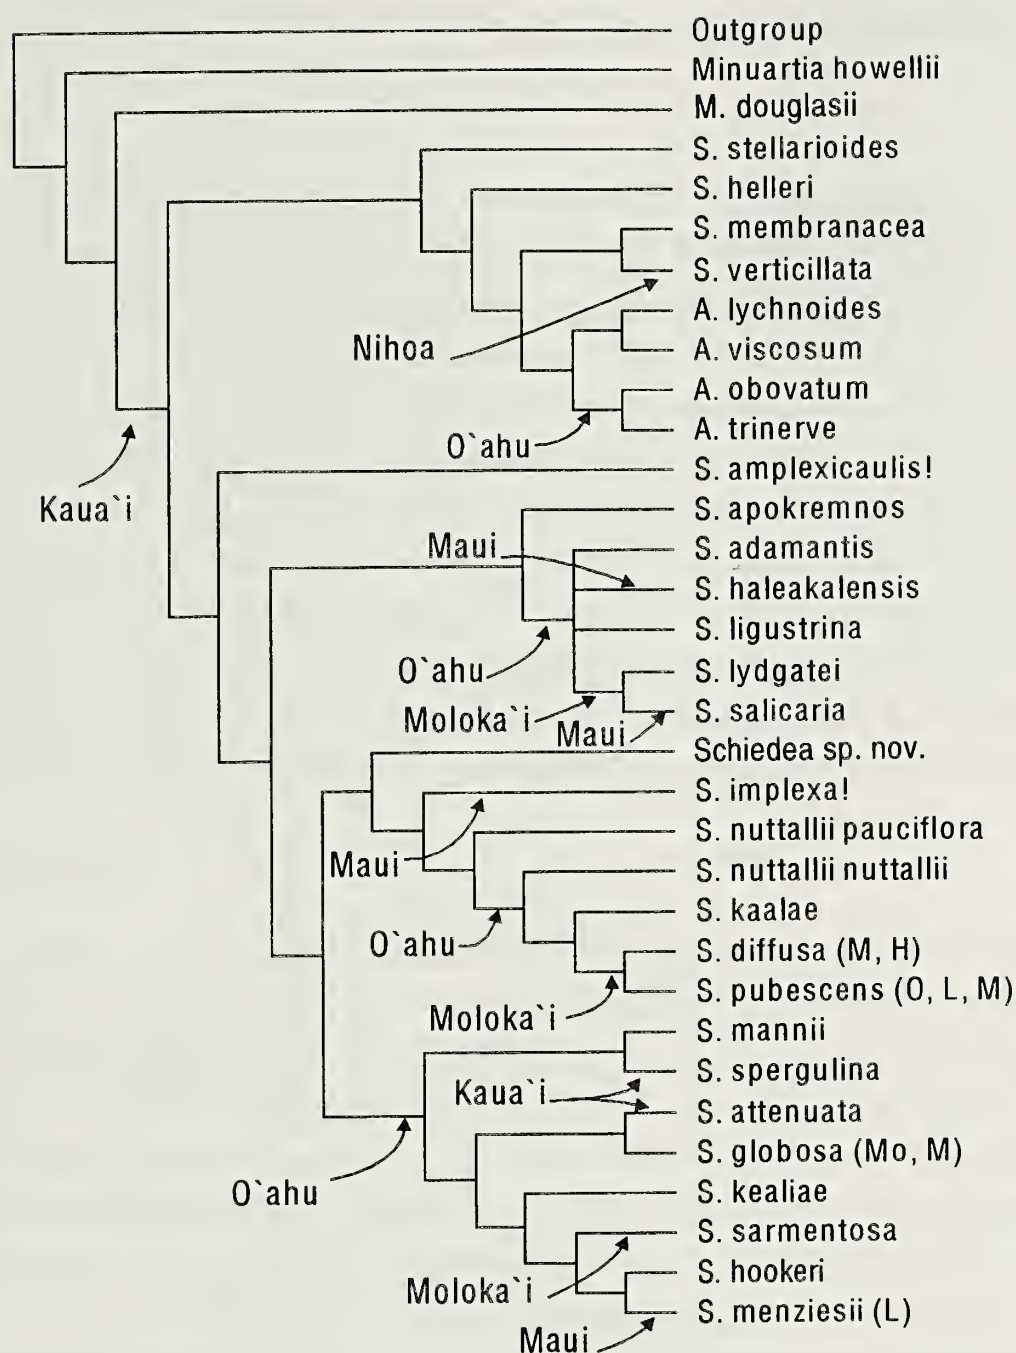 Outgroup
Minuartia howellii
M. douglasii
S. stellarioides
S. helleri
S. membranacea
S. verticillata
A. lychnoides
Nihoa
A. viscosum
A. obovatum
O`ahu
A. trinerve
S. amplexicaulis!
Kaua`i
S. apokremnos
Maui
S. adamantis
S. haleakalensis
S. ligustrina
O`ahu
S. lydgatei
Moloka`i
S. salicaria
Maui
Schiedea sp. nov.
S. implexa!
S. nuttallii pauciflora
Maui
S. nuttallii nuttallii
S. kaalae
O`ahu
S. diffusa (M, H)
S. pubescens (O, L, M)
Moloka`i
S. mannii
S. spergulina
Kaua`i
S. attenuata
S. globosa (Mo, M)
O`ahu
S. kealiae
S. sarmentosa
S. hookeri
Moloka`i
S. menziesii (L)
Maui